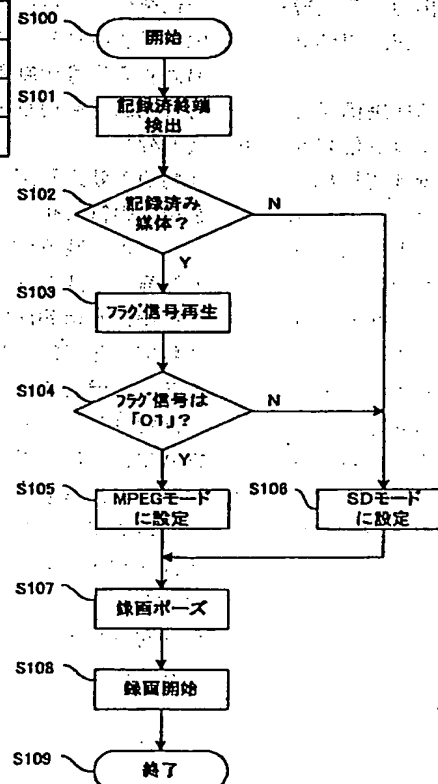 S100
開始
S101
記録済終端
検出
S102
記録済み
媒体?
N
Y
S103
フラグ信号再生
S104
フラグ信号は
「01」?
N
Y
S105
MPEGモード
に設定
S106
SDモード
に設定
S107
録画ポーズ
S108
録画開始
S109
終了